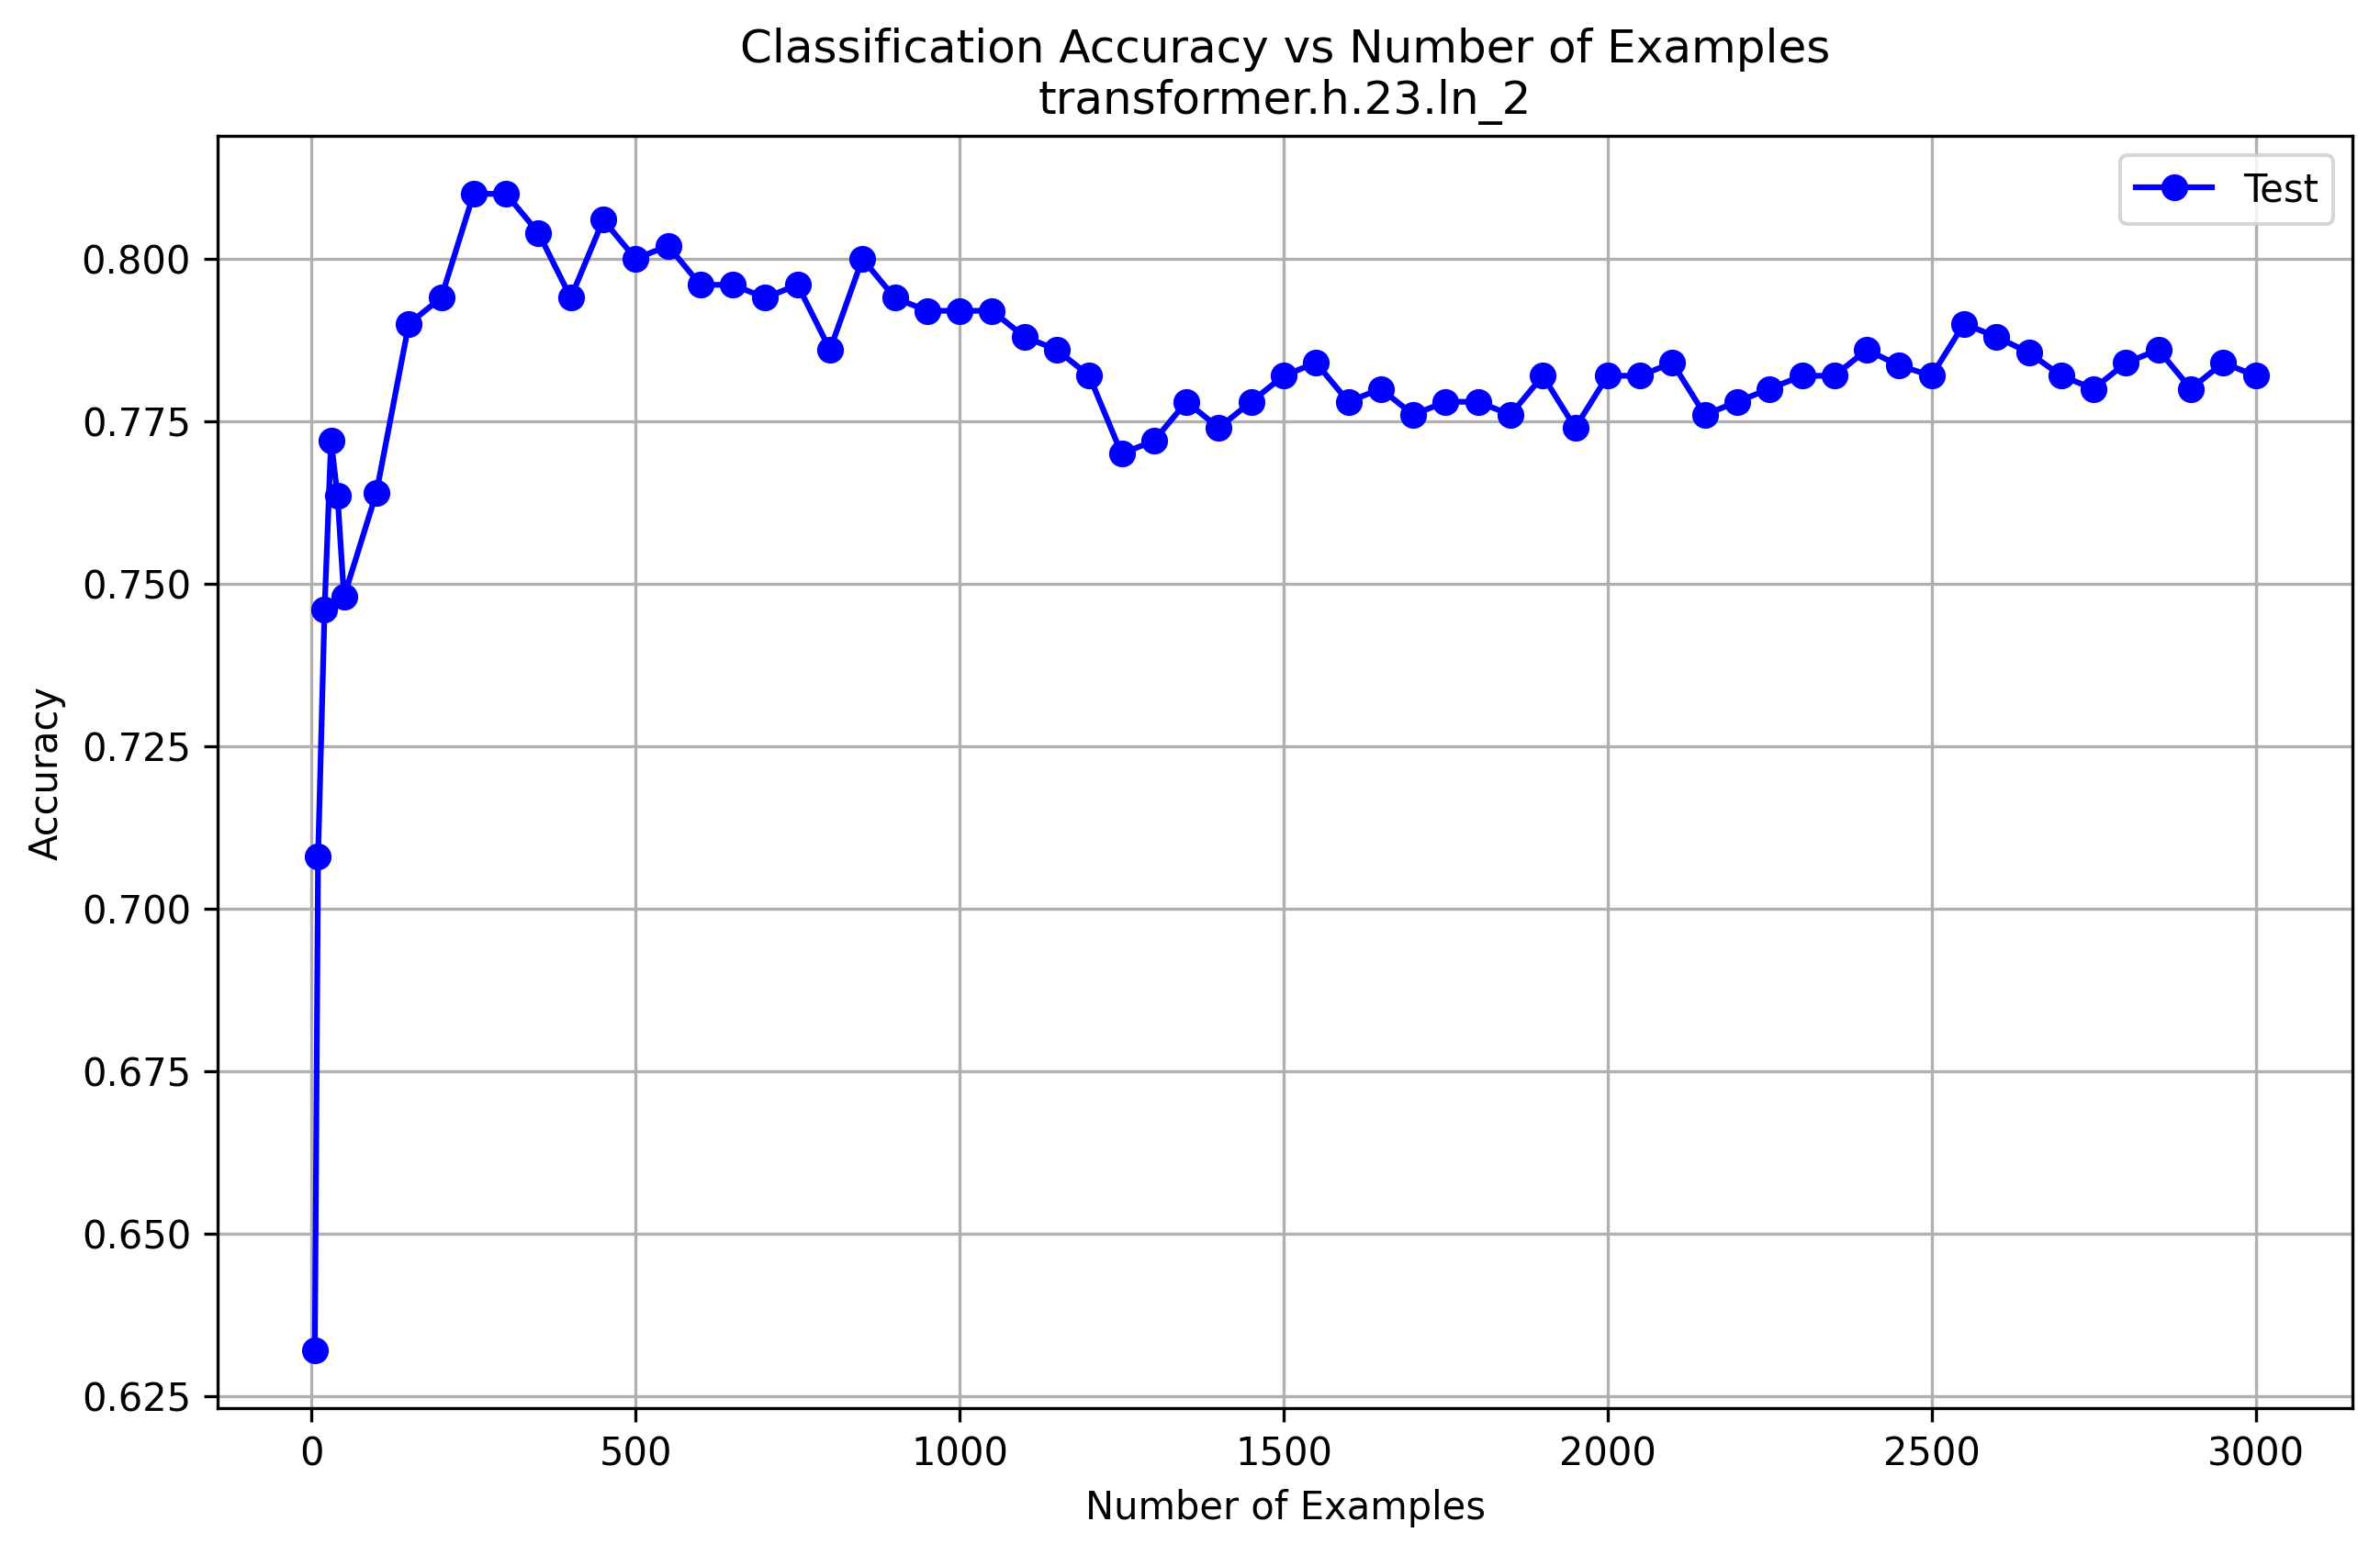 Classification Accuracy vs Number of Examples
transformer.h.23.ln_2
Test
0.800
0.775
0.750
0.725
0.700
0.675
0.650
0.625
Accuracy
0 500 1000 1500 2000 2500 3000
Number of Examples